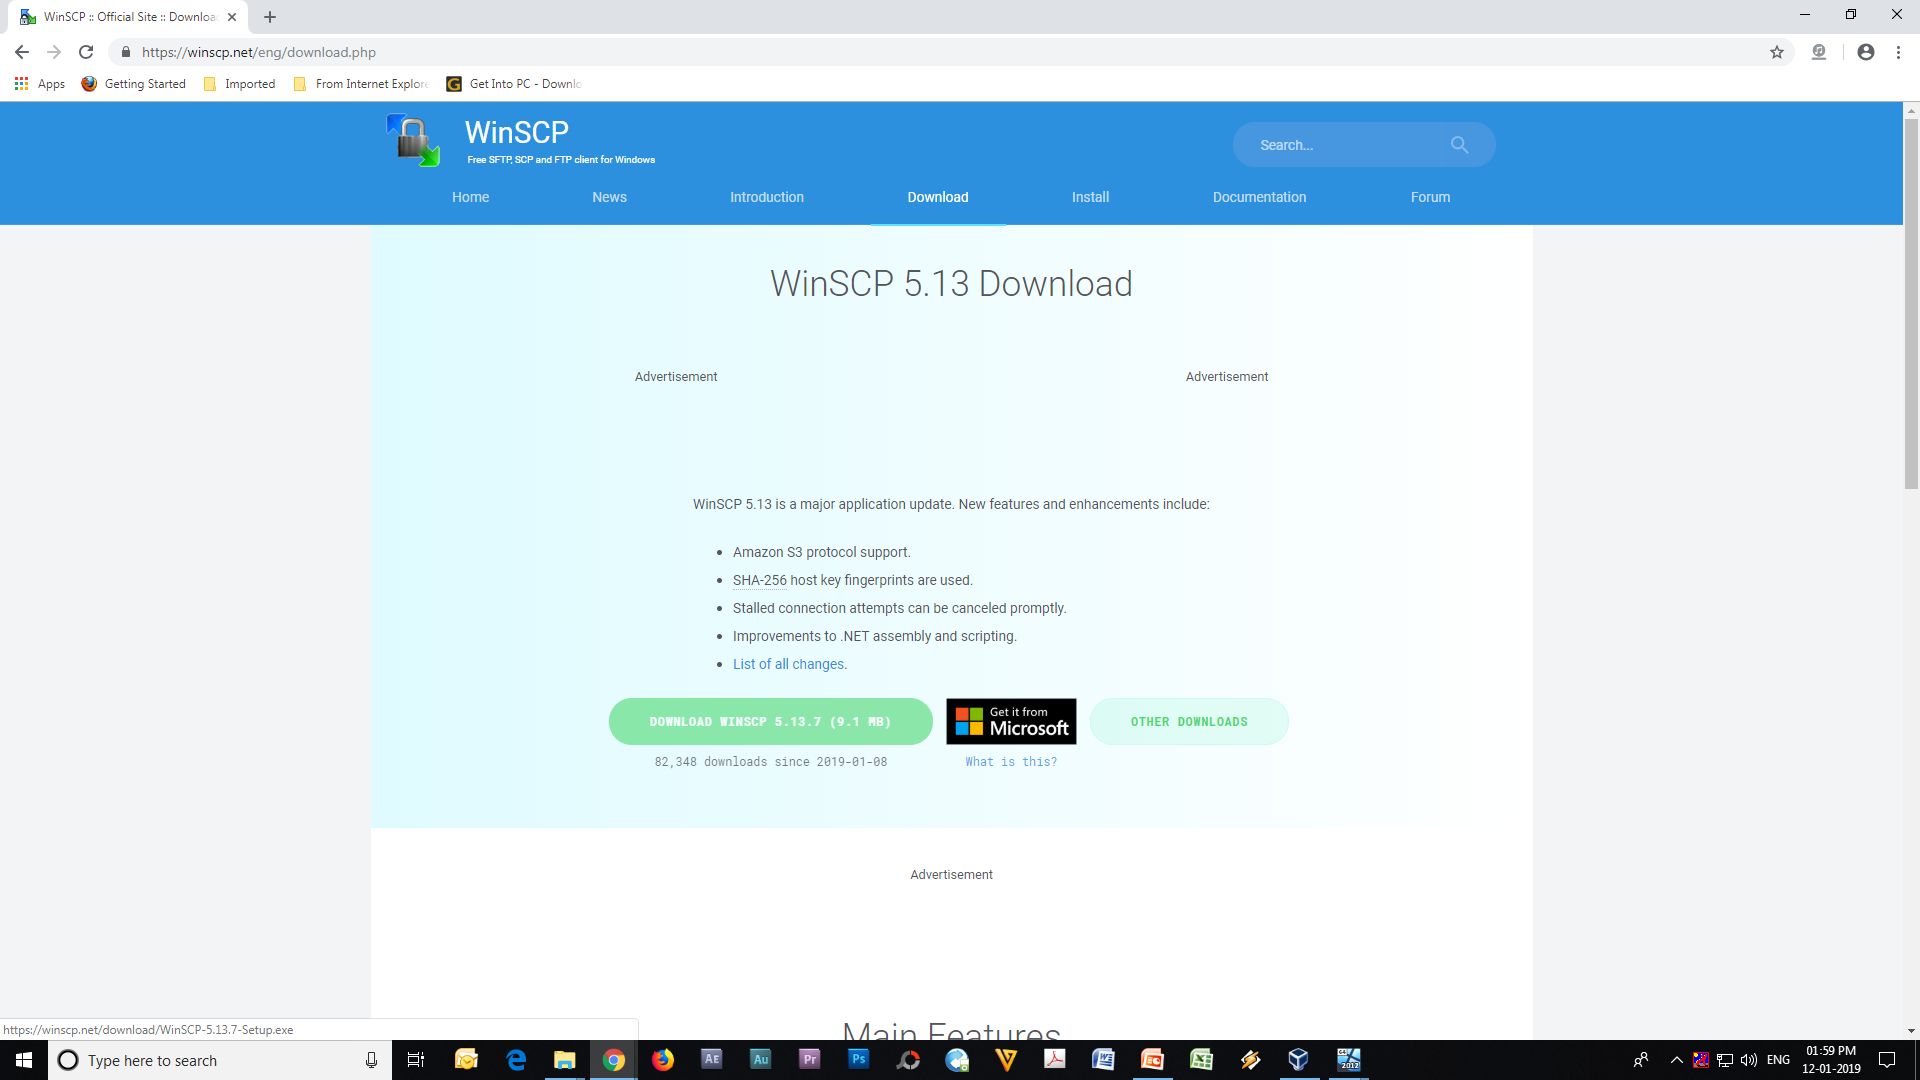 WinSCP :: Official Site :: Downloa
https://winscp.net/eng/download.php
Apps
Getting Started
Imported
From Internet Explore
Get Into PC - Downlo
WinSCP
Free SFTP, SCP and FTP client for Windows
Search...
Home
News
Introduction
Download
Install
Documentation
Forum
WinSCP 5.13 Download
Advertisement
Advertisement
WinSCP 5.13 is a major application update. New features and enhancements include:
Amazon S3 protocol support.
SHA-256 host key fingerprints are used.
Stalled connection attempts can be canceled promptly.
Improvements to .NET assembly and scripting.
List of all changes.
DOWNLOAD WINSCP 5.13.7 (9.1 MB)
Get it from
Microsoft
OTHER DOWNLOADS
82,348 downloads since 2019-01-08
What is this?
Advertisement
Main Features
https://winscp.net/download/WinSCP-5.13.7-Setup.exe
Type here to search
AE
Au
Pr
Ps
2012
ENG
01:59 PM
12-01-2019